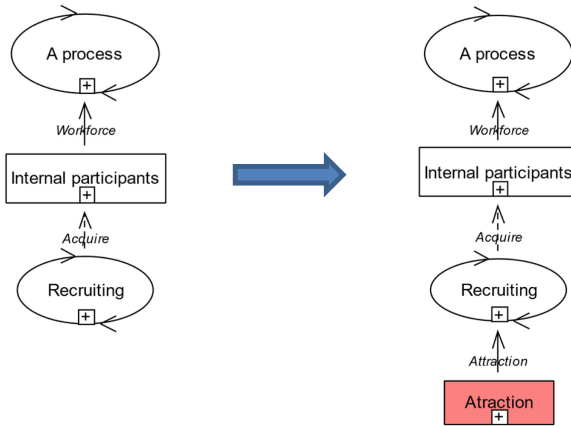 A process
Workforce
Internal participants
Acquire
Recruiting
A process
Workforce
Internal participants
Acquire
Recruiting
Attraction
Atraction